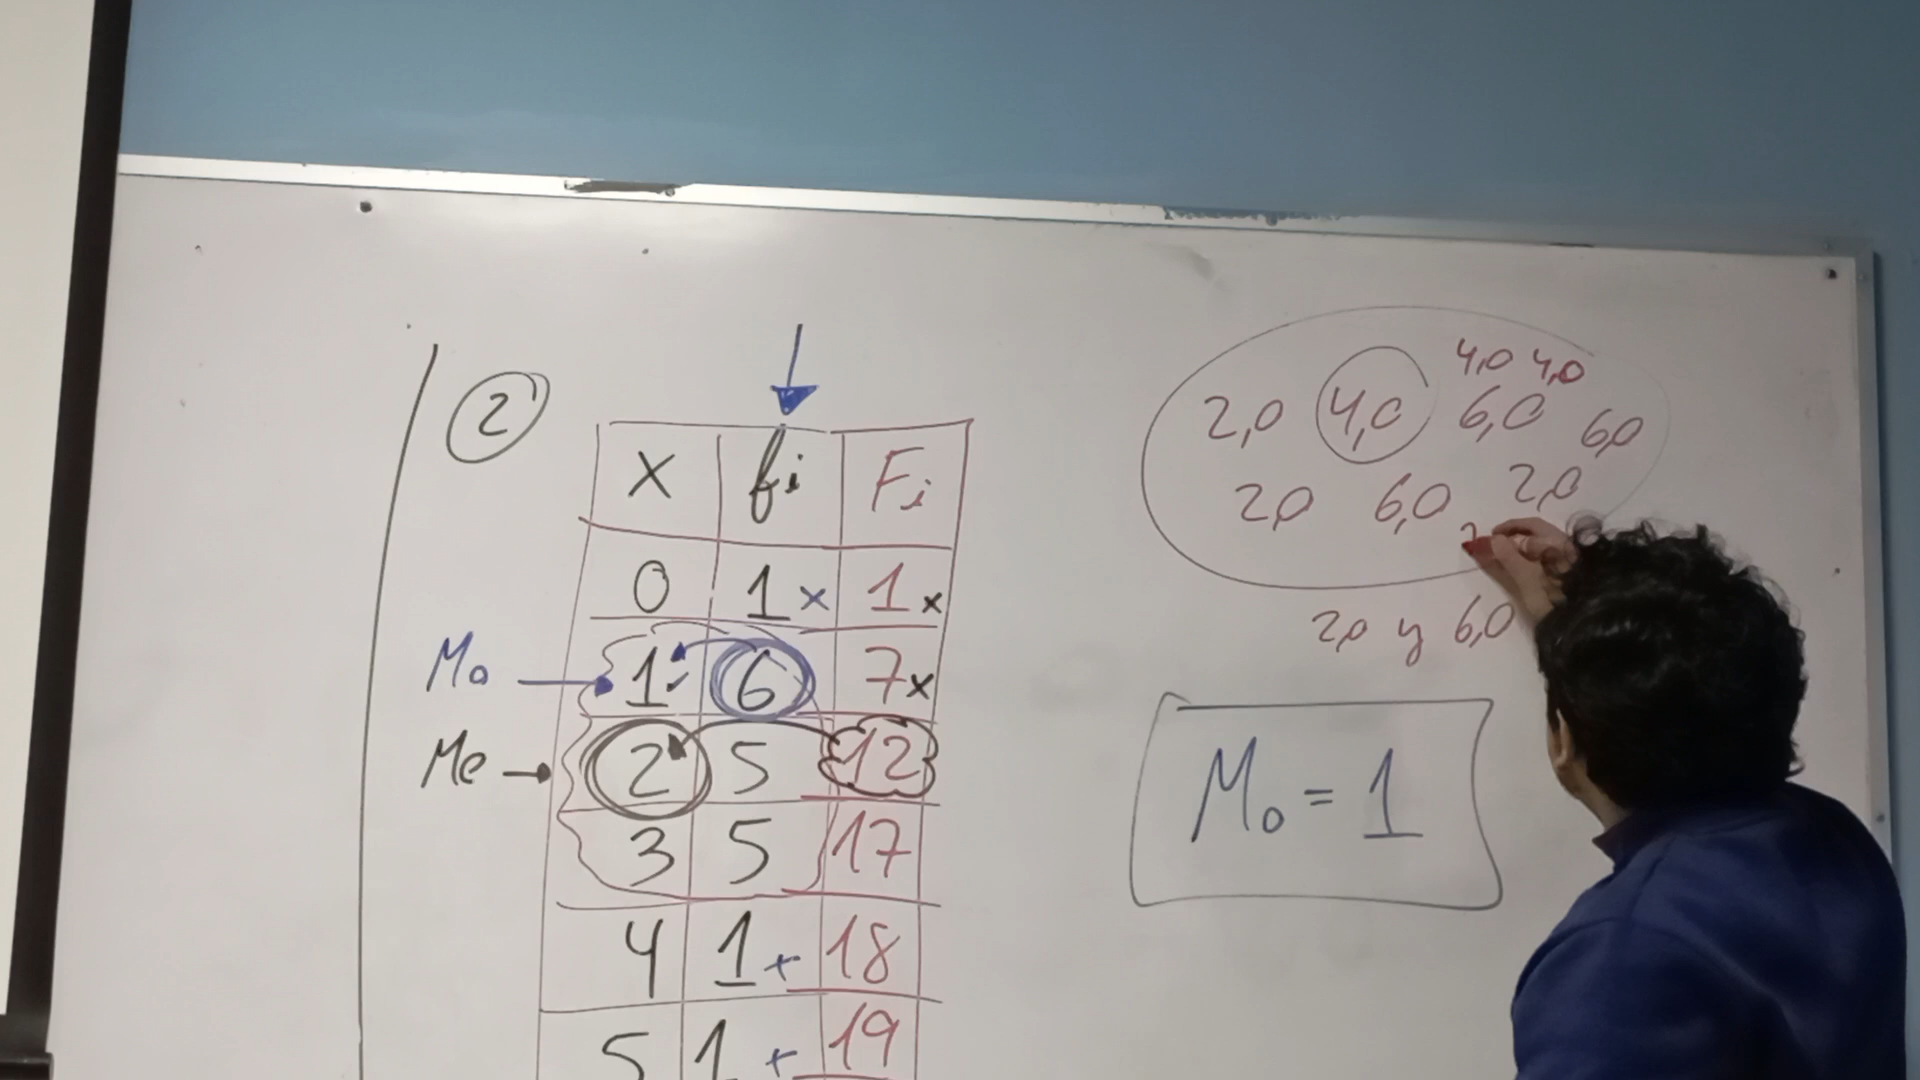 2
X fi Fi
0 1 x 1 x
Mo 1 6 7 x
Me 2 5 12
3 5 17
4 1 + 18
5 1 + 19
4,0 4,0
2,0 4,0 6,0 6,0
2,0 6,0 2,0
2,0 y 6,0
Mo = 1